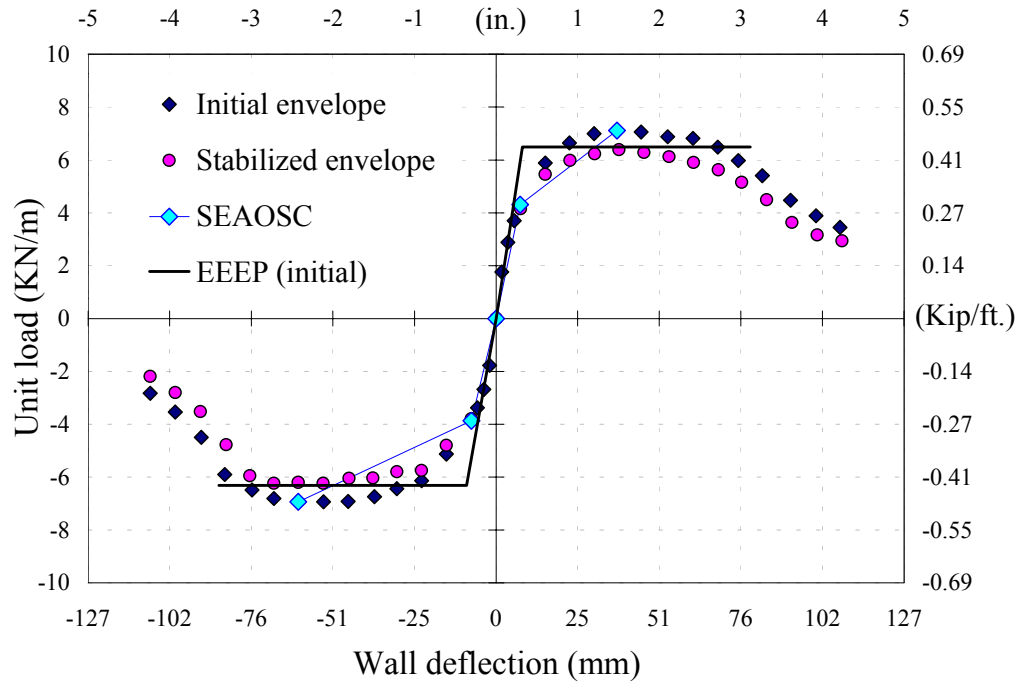 -5 -4 -3 -2 -1 (in.) 1 2 3 4 5
10 0.69
8 0.55
6 0.41
4 0.27
2 0.14
0 (Kip/ft.)
-2 -0.14
-4 -0.27
-6 -0.41
-8 -0.55
-10 -0.69
Initial envelope
Stabilized envelope
SEAOSC
EEEP (initial)
Unit load (KN/m)
-127 -102 -76 -51 -25 0 25 51 76 102 127
Wall deflection (mm)